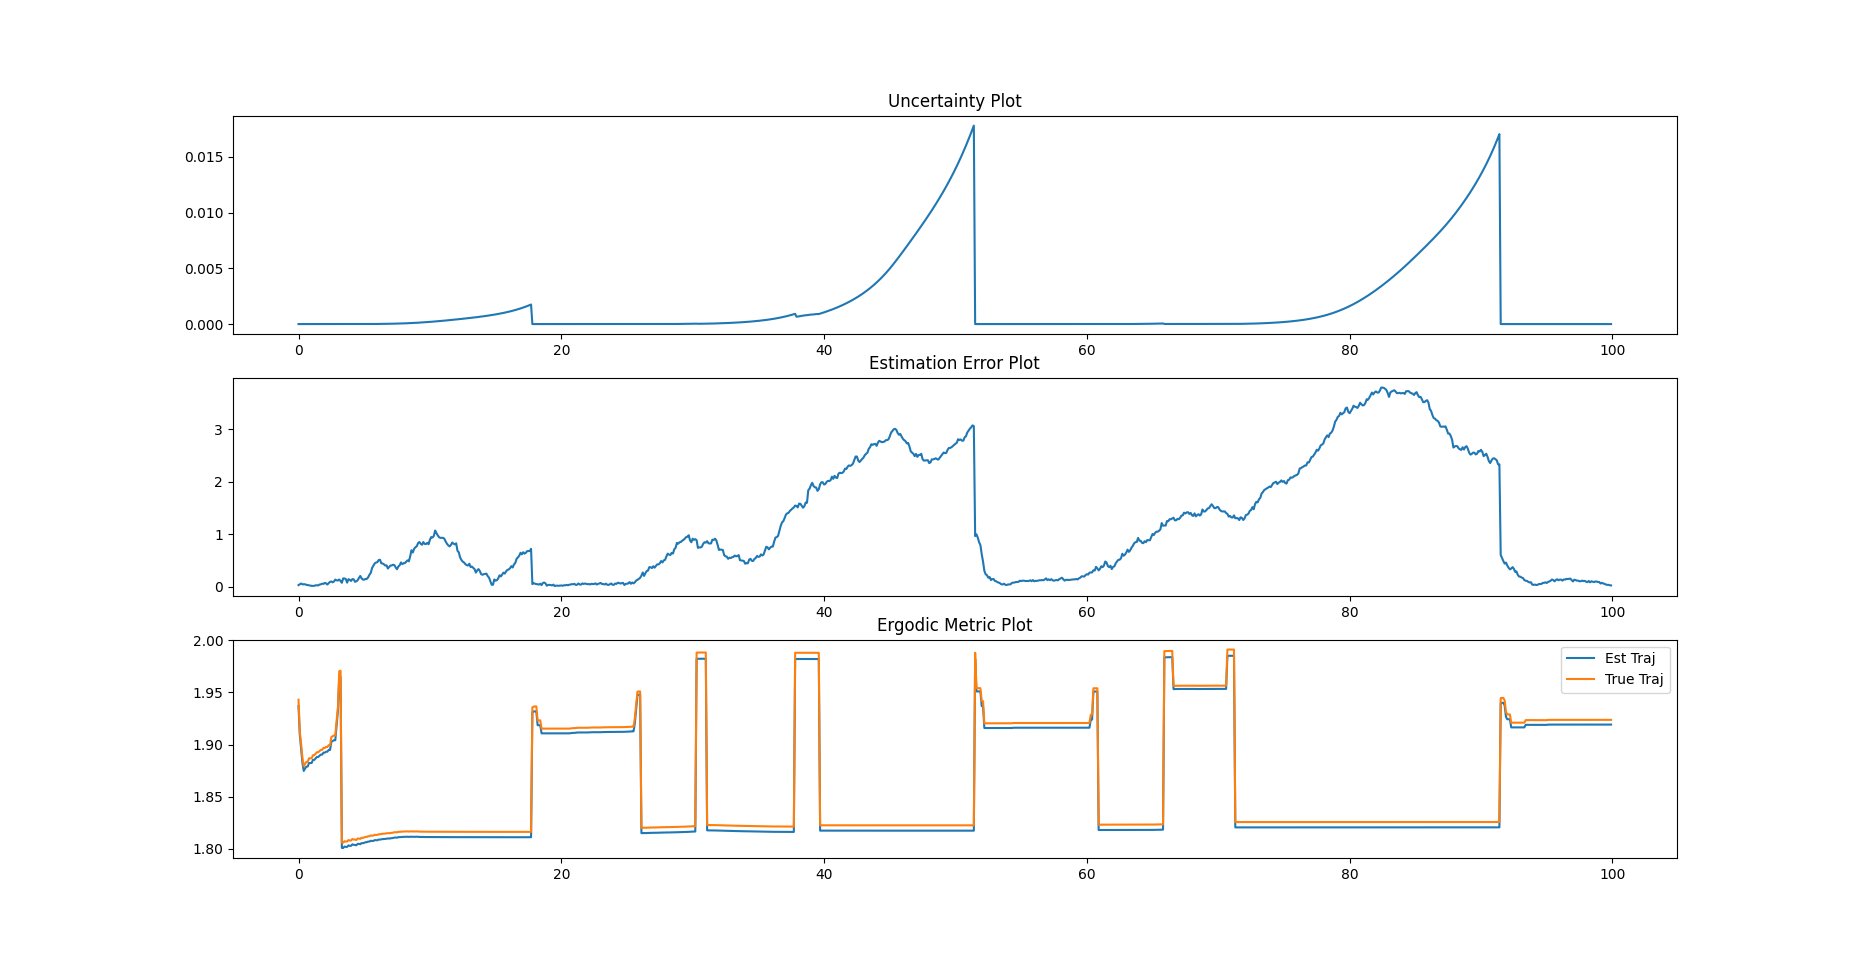 Uncertainty Plot
0.015
0.010
0.005
0.000
0 20 40 60 80 100
Estimation Error Plot
3
2
1
0
0 20 40 60 80 100
Ergodic Metric Plot
2.00
1.95
1.90
1.85
1.80
Est Traj
True Traj
0 20 40 60 80 100